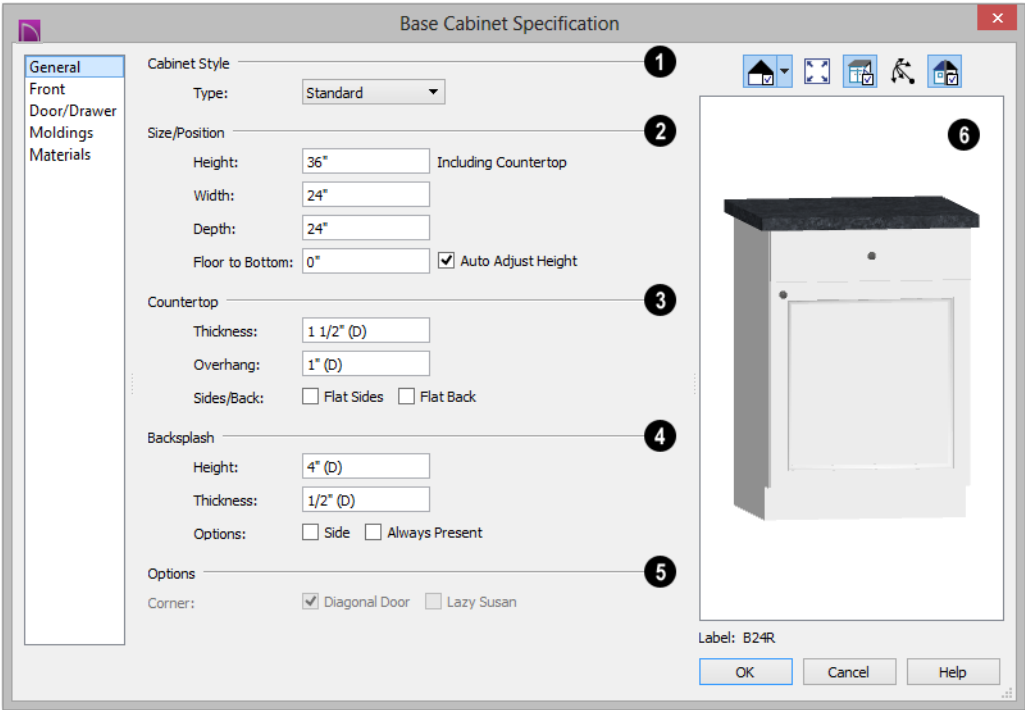 Base Cabinet Specification
General
Front
Door/Drawer
Moldings
Materials
Cabinet Style
1
Type: Standard
Size/Position
2
Height: 36" Including Countertop
Width: 24"
Depth: 24"
Floor to Bottom: 0" Auto Adjust Height
Countertop
3
Thickness: 1 1/2" (D)
Overhang: 1" (D)
Sides/Back: Flat Sides Flat Back
Backsplash
4
Height: 4" (D)
Thickness: 1/2" (D)
Options: Side Always Present
Options
5
Corner: Diagonal Door Lazy Susan
6
Label: B24R
OK Cancel Help